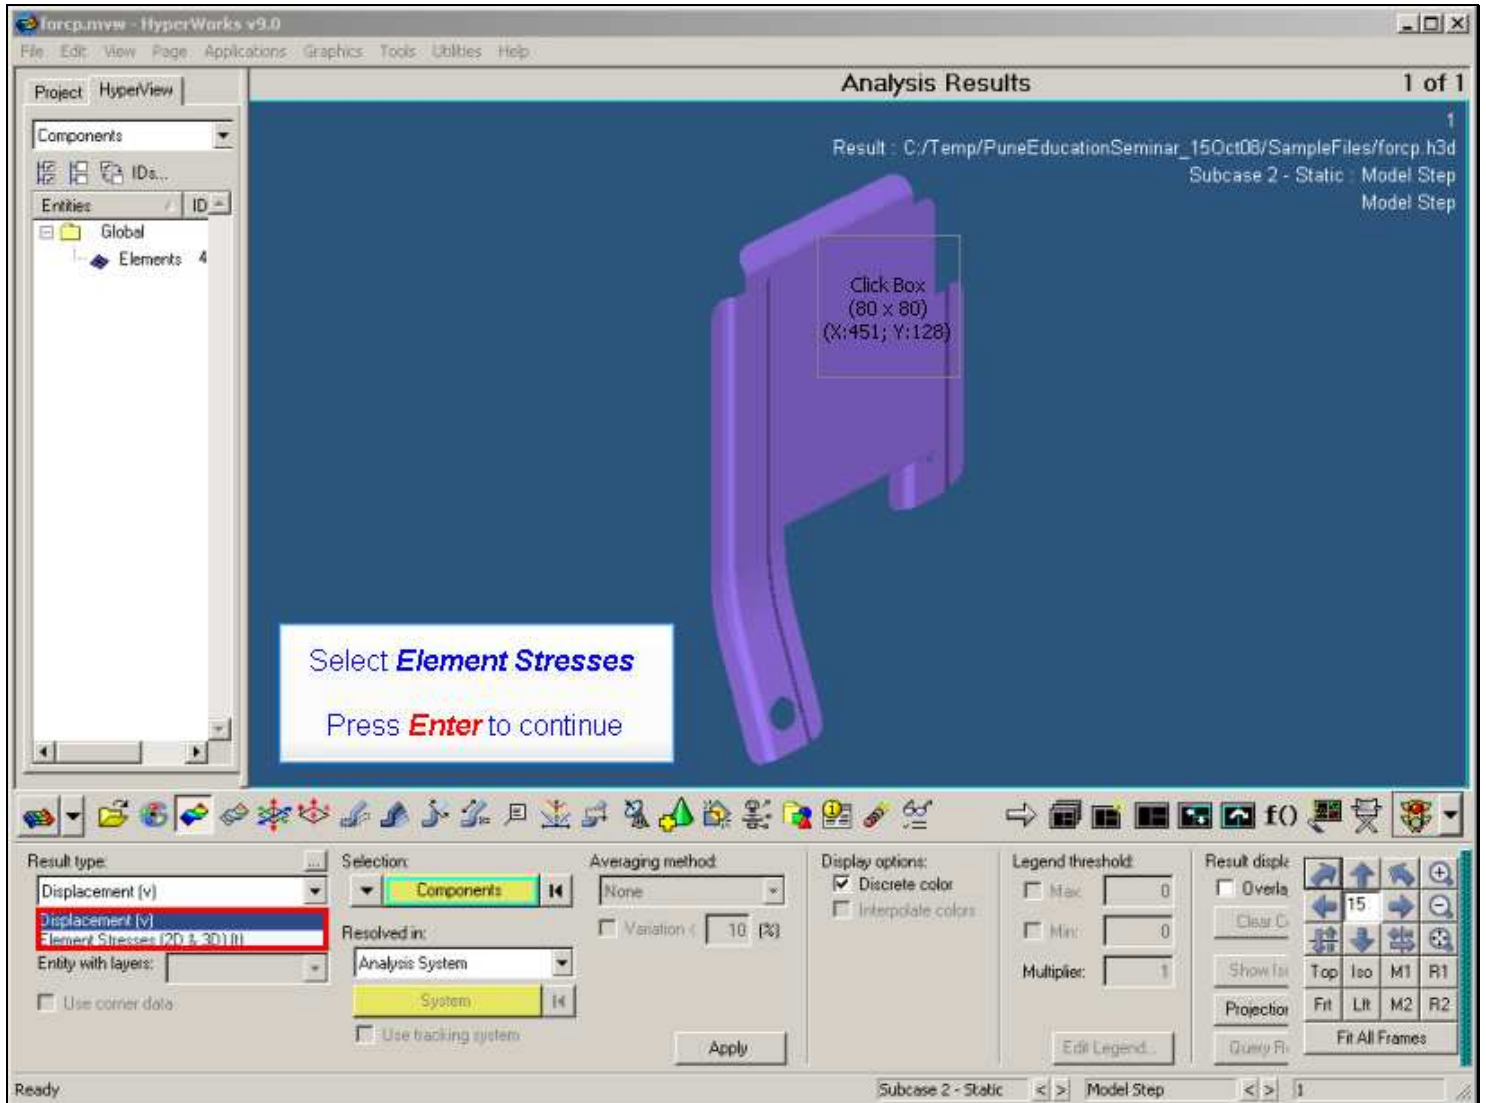 forcp.mvw - HyperWorks v9.0
File Edit View Page Applications Graphics Tools Utilities Help
Project HyperView
Components
IDs...
Entities / ID
Global
Elements 4
Analysis Results 1 of 1
1
Result : C:/Temp/PuneEducationSeminar_15Oct08/SampleFiles/forcp.h3d
Subcase 2 - Static : Model Step
Model Step
Click Box
(80 x 80)
(X:451; Y:128)
Select Element Stresses
Press Enter to continue
f()
Result type: ...
Displacement (v)
Displacement (v)
Element Stresses (2D & 3D) (t)
Entity with layers:
Use corner data
Selection:
Components
Resolved in:
Analysis System
System
Use tracking system
Averaging method:
None
Variation < 10 (%)
Apply
Display options:
Discrete color
Interpolate colors
Legend threshold:
Max: 0
Min: 0
Multiplier: 1
Edit Legend...
Result displa
Overla
Clear C
Show Iso
Projection
Query R
15
Top Iso M1 R1
Frt Lft M2 R2
Fit All Frames
Ready
Subcase 2 - Static < > Model Step < > 1